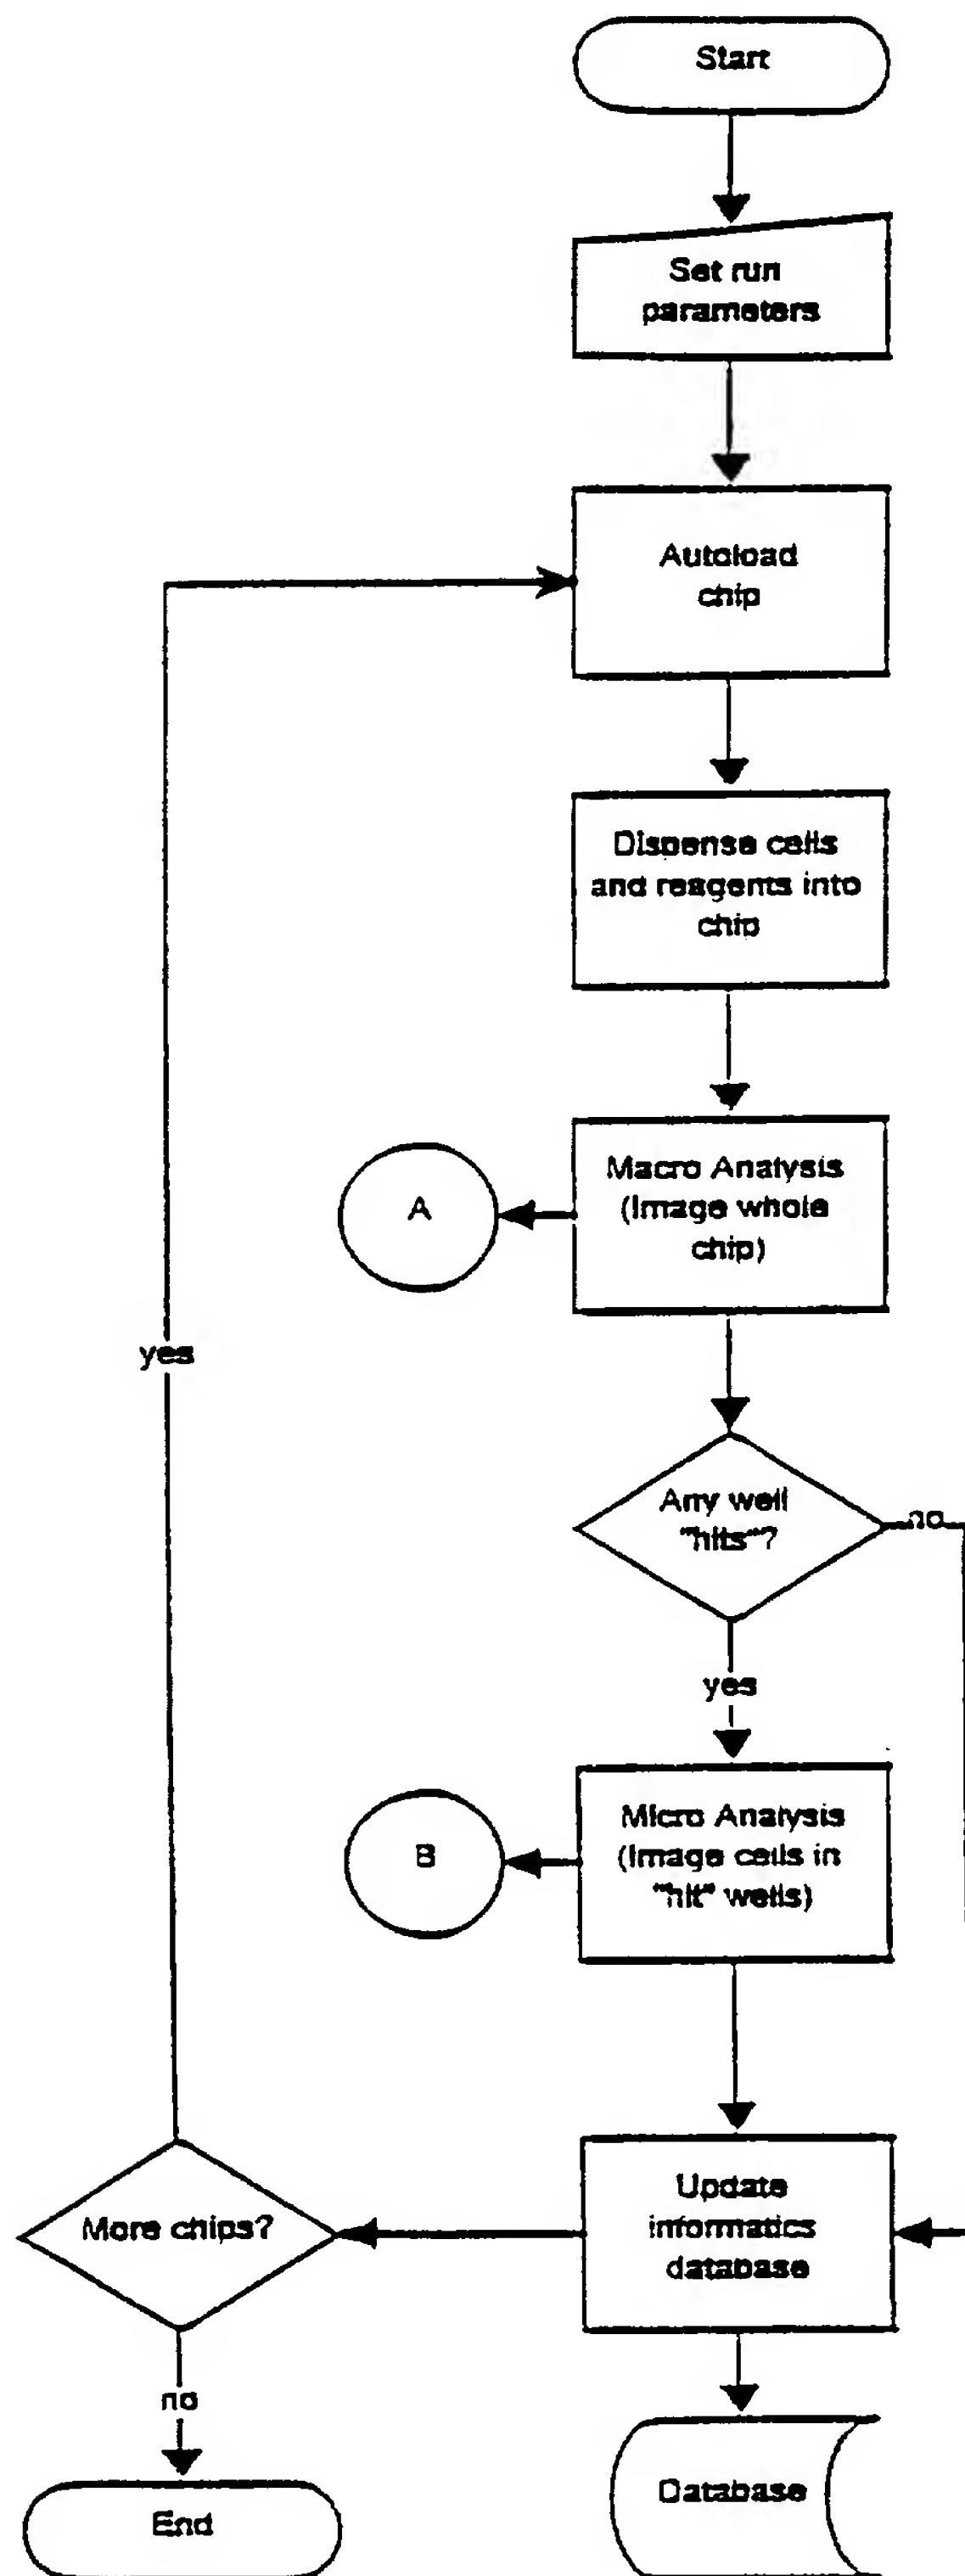 Start
Set run
parameters
Autoload
chip
Dispense cells
and reagents into
chip
Macro Analysis
(Image whole
chip)
A
yes
Any well
"hits"?
no
yes
Micro Analysis
(Image cells in
"hit" wells)
B
Update
informatics
database
More chips?
no
Database
End